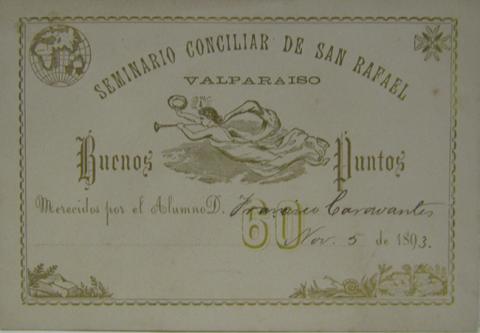 SEMINARIO CONCILIAR DE SAN RAFAEL
VALPARAISO
Buenos Puntos
Merecidos por el Alumno D. Francisco Caravantes
60
Nov. 5 de 1893.